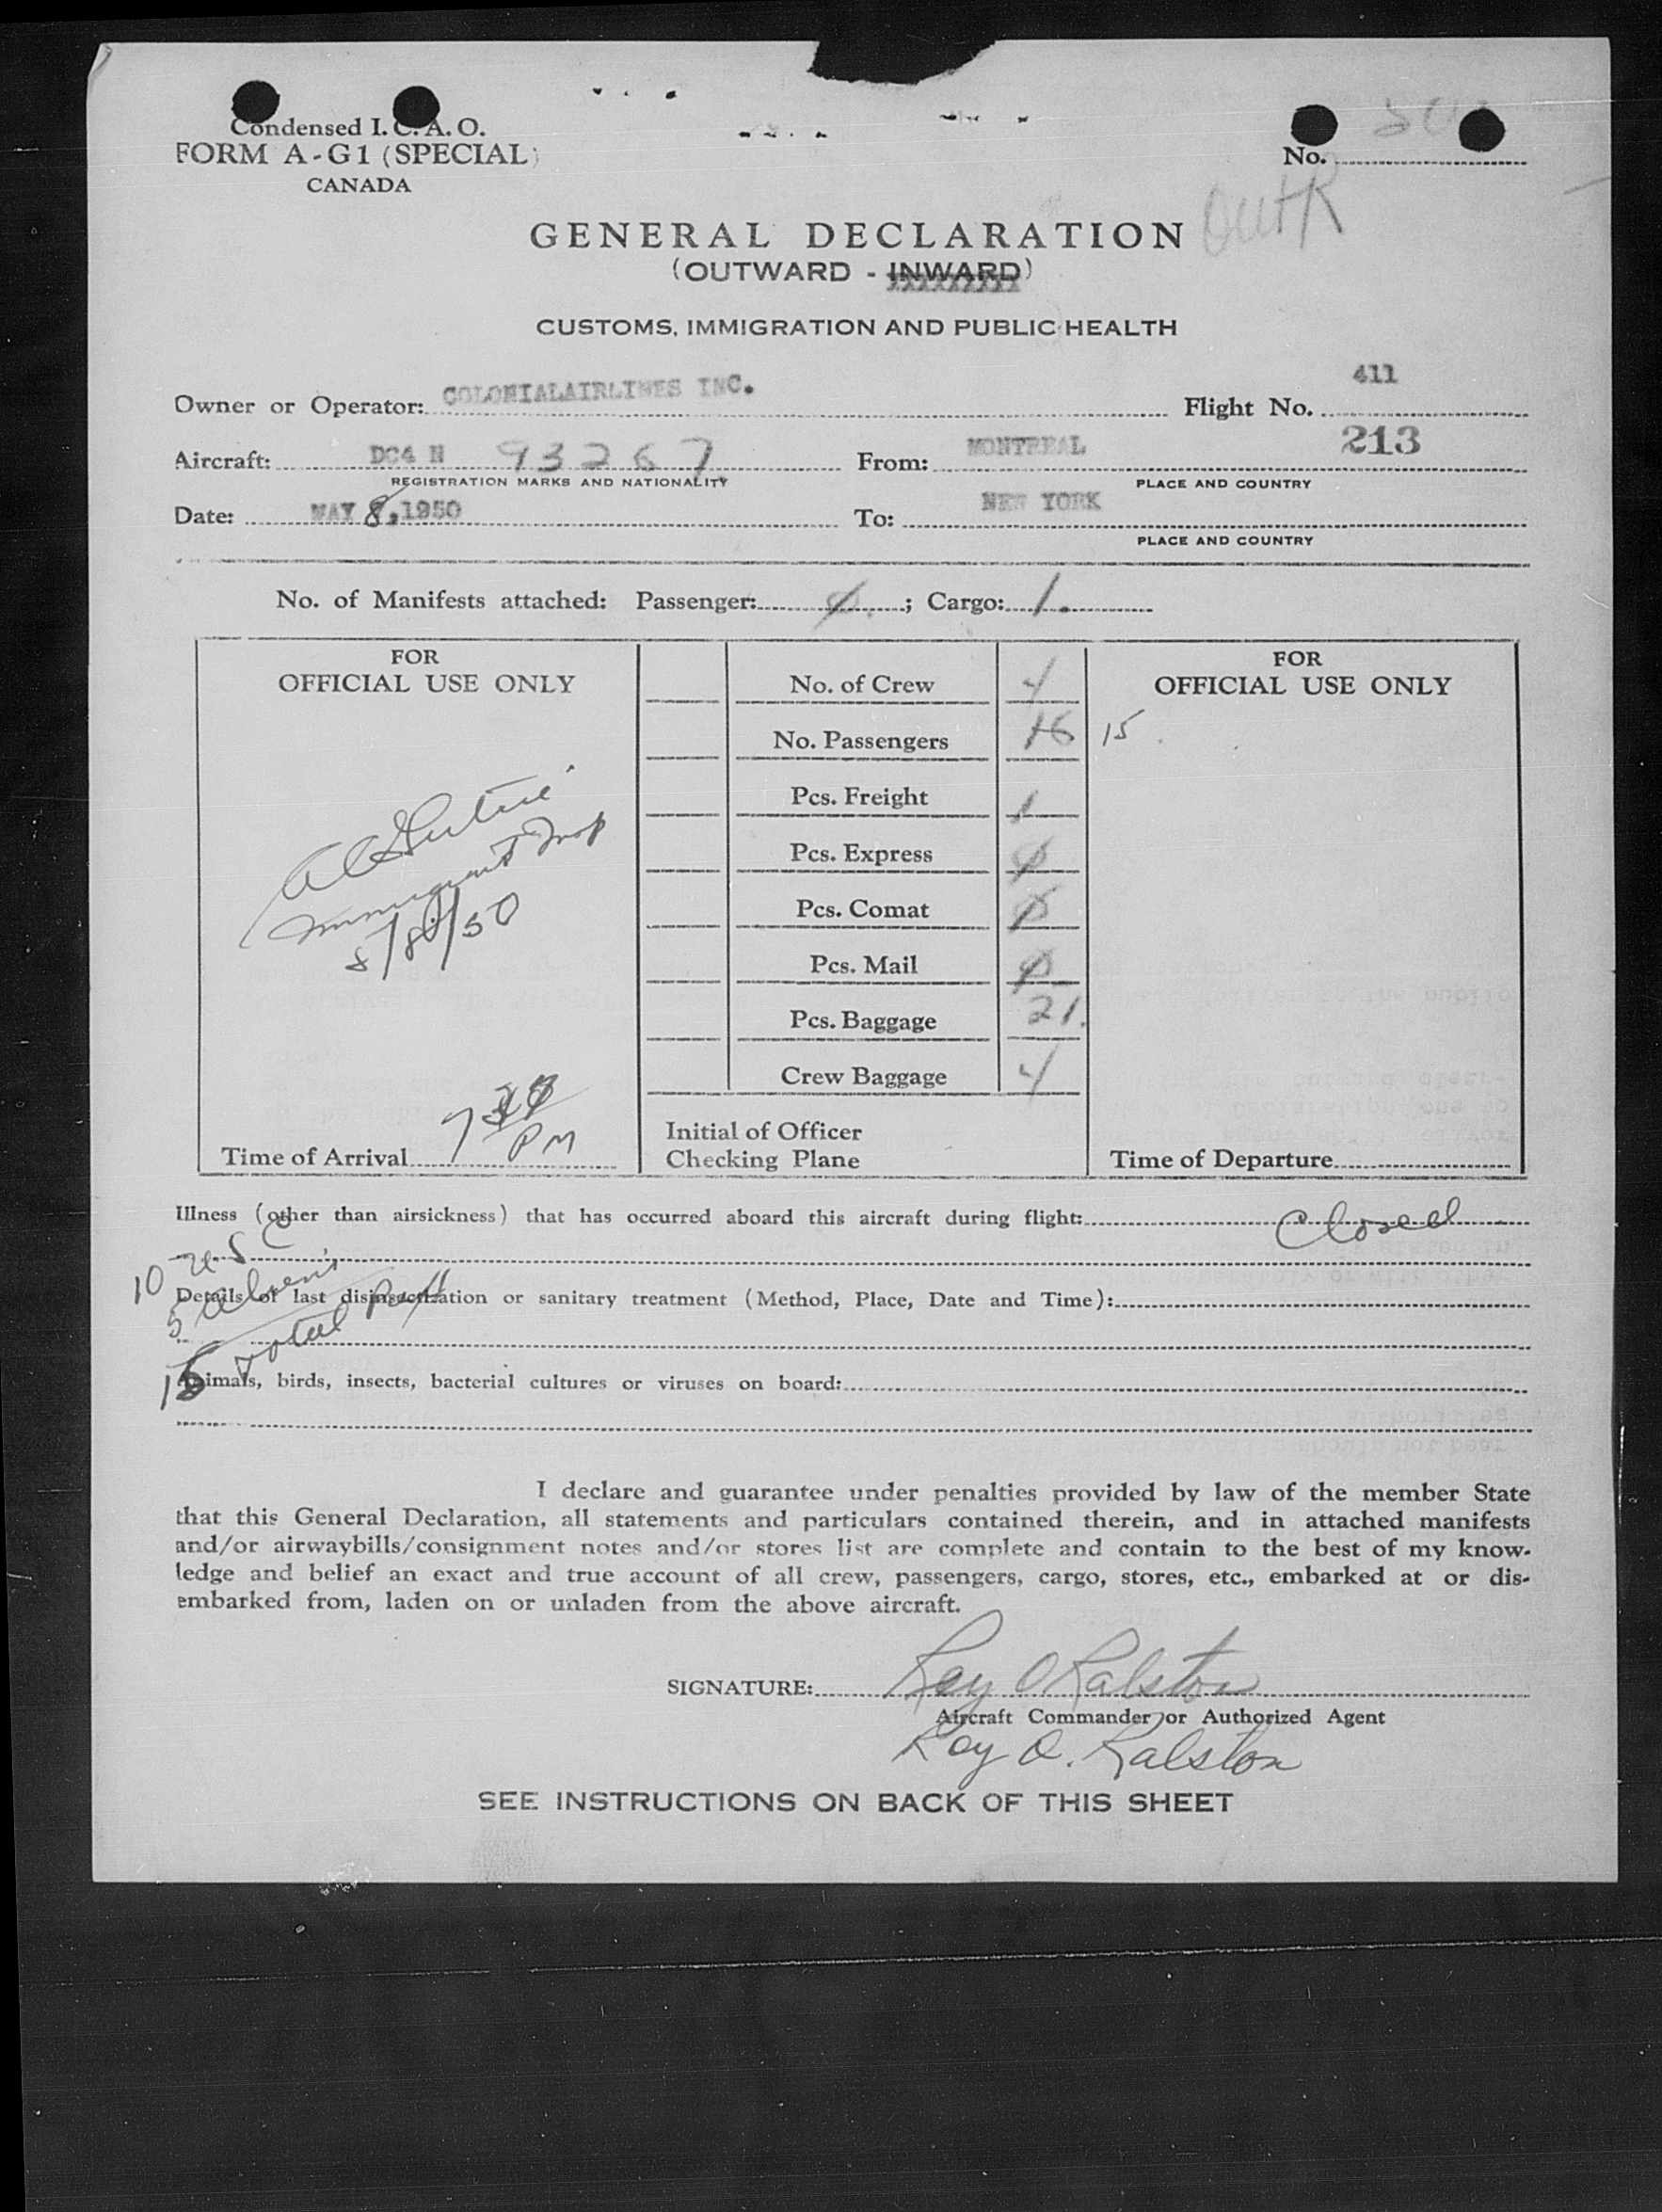 Condensed I. C. A. O.
FORM A-G1 (SPECIAL)
CANADA
No.
OutR
GENERAL DECLARATION
(OUTWARD - INWARD)
CUSTOMS, IMMIGRATION AND PUBLIC HEALTH
Owner or Operator: COLONIALAIRLINES INC. Flight No. 411
213
Aircraft: DC4 N 93267 From: MONTREAL
REGISTRATION MARKS AND NATIONALITY PLACE AND COUNTRY
Date: MAY 8,1950 To: NEW YORK
PLACE AND COUNTRY
No. of Manifests attached: Passenger: ; Cargo: 1.
FOR
OFFICIAL USE ONLY
No. of Crew 4
FOR
OFFICIAL USE ONLY
No. Passengers 16 15
Pcs. Freight 1
Pcs. Express 0
Pcs. Comat 0
Pcs. Mail 0
Pcs. Baggage 21.
Crew Baggage 4
Immigrant Insp
5/8/50
Time of Arrival 7 PM
Initial of Officer
Checking Plane
Time of Departure
Illness (other than airsickness) that has occurred aboard this aircraft during flight: Closed
10 USC
Details of last disinsectization or sanitary treatment (Method, Place, Date and Time):
5 Aliens
15 Total
Animals, birds, insects, bacterial cultures or viruses on board:
I declare and guarantee under penalties provided by law of the member State
that this General Declaration, all statements and particulars contained therein, and in attached manifests
and/or airwaybills/consignment notes and/or stores list are complete and contain to the best of my know-
ledge and belief an exact and true account of all crew, passengers, cargo, stores, etc., embarked at or dis-
embarked from, laden on or unladen from the above aircraft.
SIGNATURE: Roy O Ralston
Aircraft Commander or Authorized Agent
Roy O. Ralston
SEE INSTRUCTIONS ON BACK OF THIS SHEET